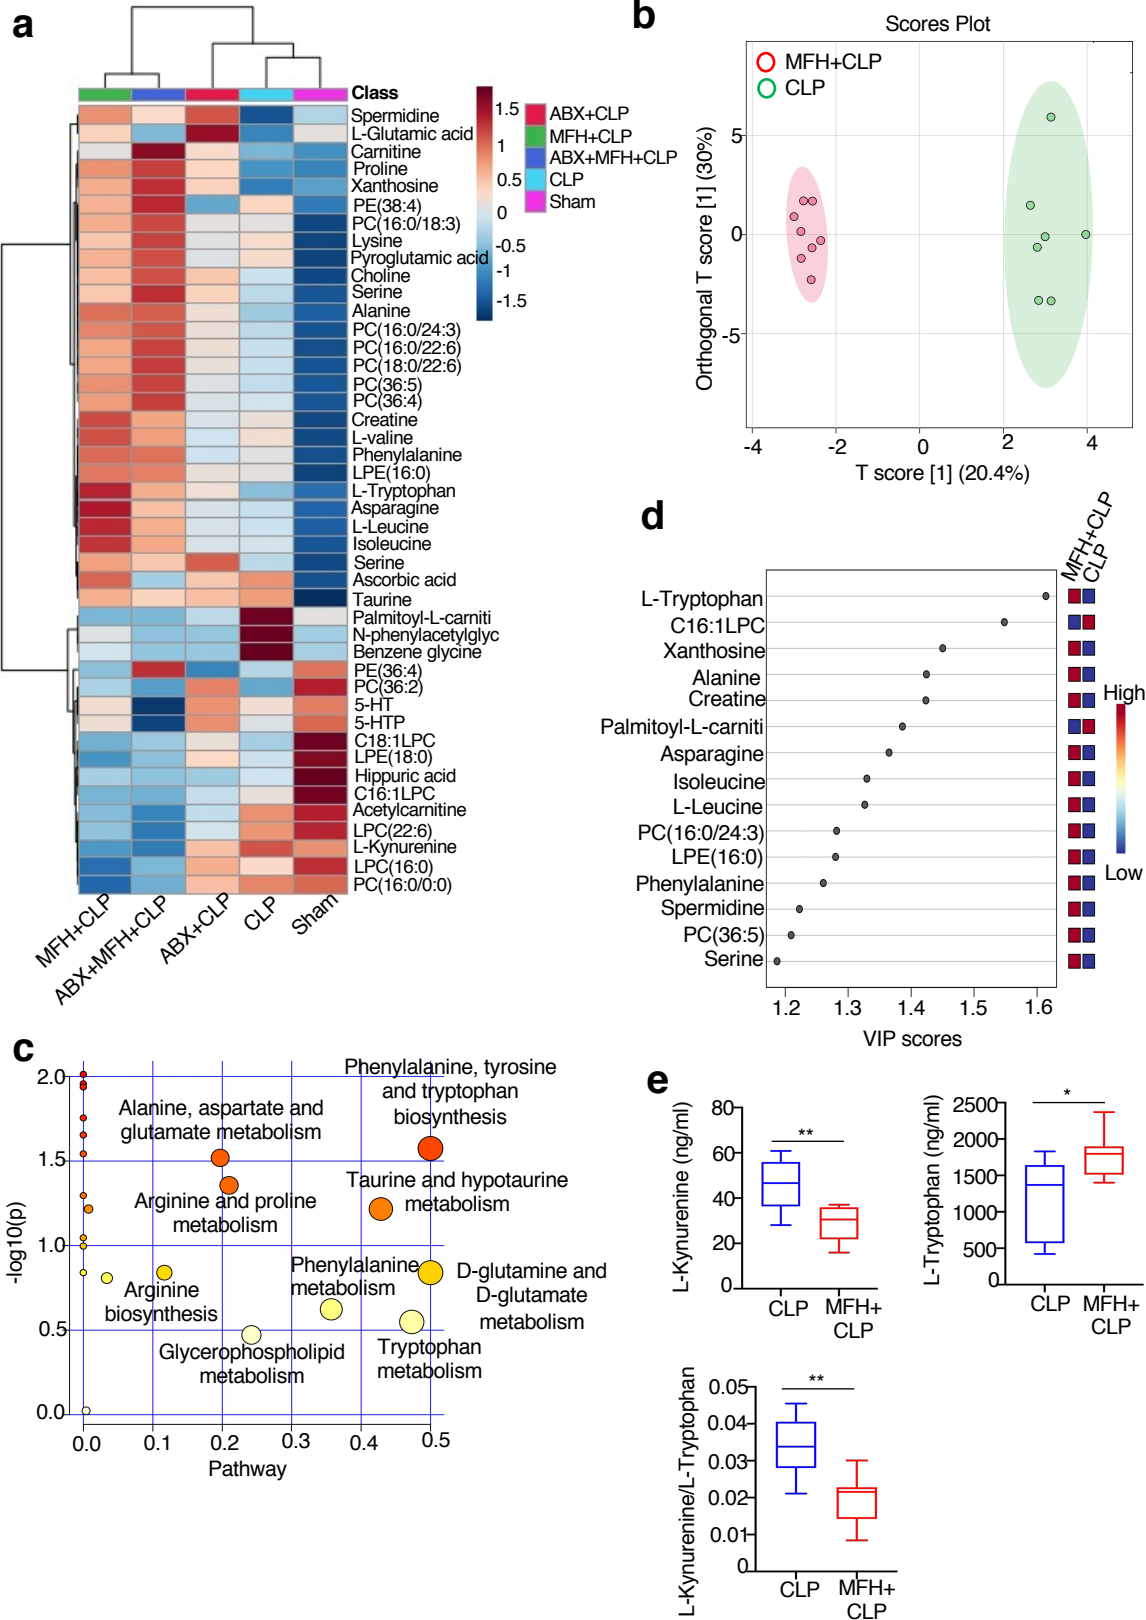 a
Class
Spermidine
L-Glutamic acid
Carnitine
Proline
Xanthosine
PE(38:4)
PC(16:0/18:3)
Lysine
Pyroglutamic acid
Choline
Serine
Alanine
PC(16:0/24:3)
PC(16:0/22:6)
PC(18:0/22:6)
PC(36:5)
PC(36:4)
Creatine
L-valine
Phenylalanine
LPE(16:0)
L-Tryptophan
Asparagine
L-Leucine
Isoleucine
Serine
Ascorbic acid
Taurine
Palmitoyl-L-carniti
N-phenylacetylglyc
Benzene glycine
PE(36:4)
PC(36:2)
5-HT
5-HTP
C18:1LPC
LPE(18:0)
Hippuric acid
C16:1LPC
Acetylcarnitine
LPC(22:6)
L-Kynurenine
LPC(16:0)
PC(16:0/0:0)
MFH+CLP
ABX+MFH+CLP
ABX+CLP
CLP
Sham
1.5
1
0.5
0
-0.5
-1
-1.5
ABX+CLP
MFH+CLP
ABX+MFH+CLP
CLP
Sham
b
Scores Plot
MFH+CLP
CLP
Orthogonal T score [1] (30%)
5
0
-5
-4
-2
0
2
4
T score [1] (20.4%)
d
MFH+CLP
CLP
L-Tryptophan
C16:1LPC
Xanthosine
Alanine
Creatine
Palmitoyl-L-carniti
Asparagine
Isoleucine
L-Leucine
PC(16:0/24:3)
LPE(16:0)
Phenylalanine
Spermidine
PC(36:5)
Serine
1.2
1.3
1.4
1.5
1.6
VIP scores
High
Low
c
-log10(p)
2.0
1.5
1.0
0.5
0.0
Phenylalanine, tyrosine
and tryptophan
biosynthesis
Alanine, aspartate and
glutamate metabolism
Taurine and hypotaurine
metabolism
Arginine and proline
metabolism
Phenylalanine
metabolism
D-glutamine and
D-glutamate
metabolism
Arginine
biosynthesis
Glycerophospholipid
metabolism
Tryptophan
metabolism
0.0
0.1
0.2
0.3
0.4
0.5
Pathway
e
L-Kynurenine (ng/ml)
80
60
40
20
0
**
CLP
MFH+
CLP
L-Tryptophan (ng/ml)
2500
2000
1500
1000
500
0
*
CLP
MFH+
CLP
L-Kynurenine/L-Tryptophan
0.05
0.04
0.03
0.02
0.01
0
**
CLP
MFH+
CLP